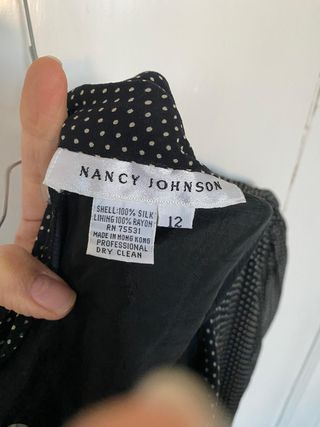 NANCY JOHNSON
SHELL:100% SILK
LINING 100% RAYON
RN 75531
MADE IN HONG KONG
PROFESSIONAL
DRY CLEAN
12